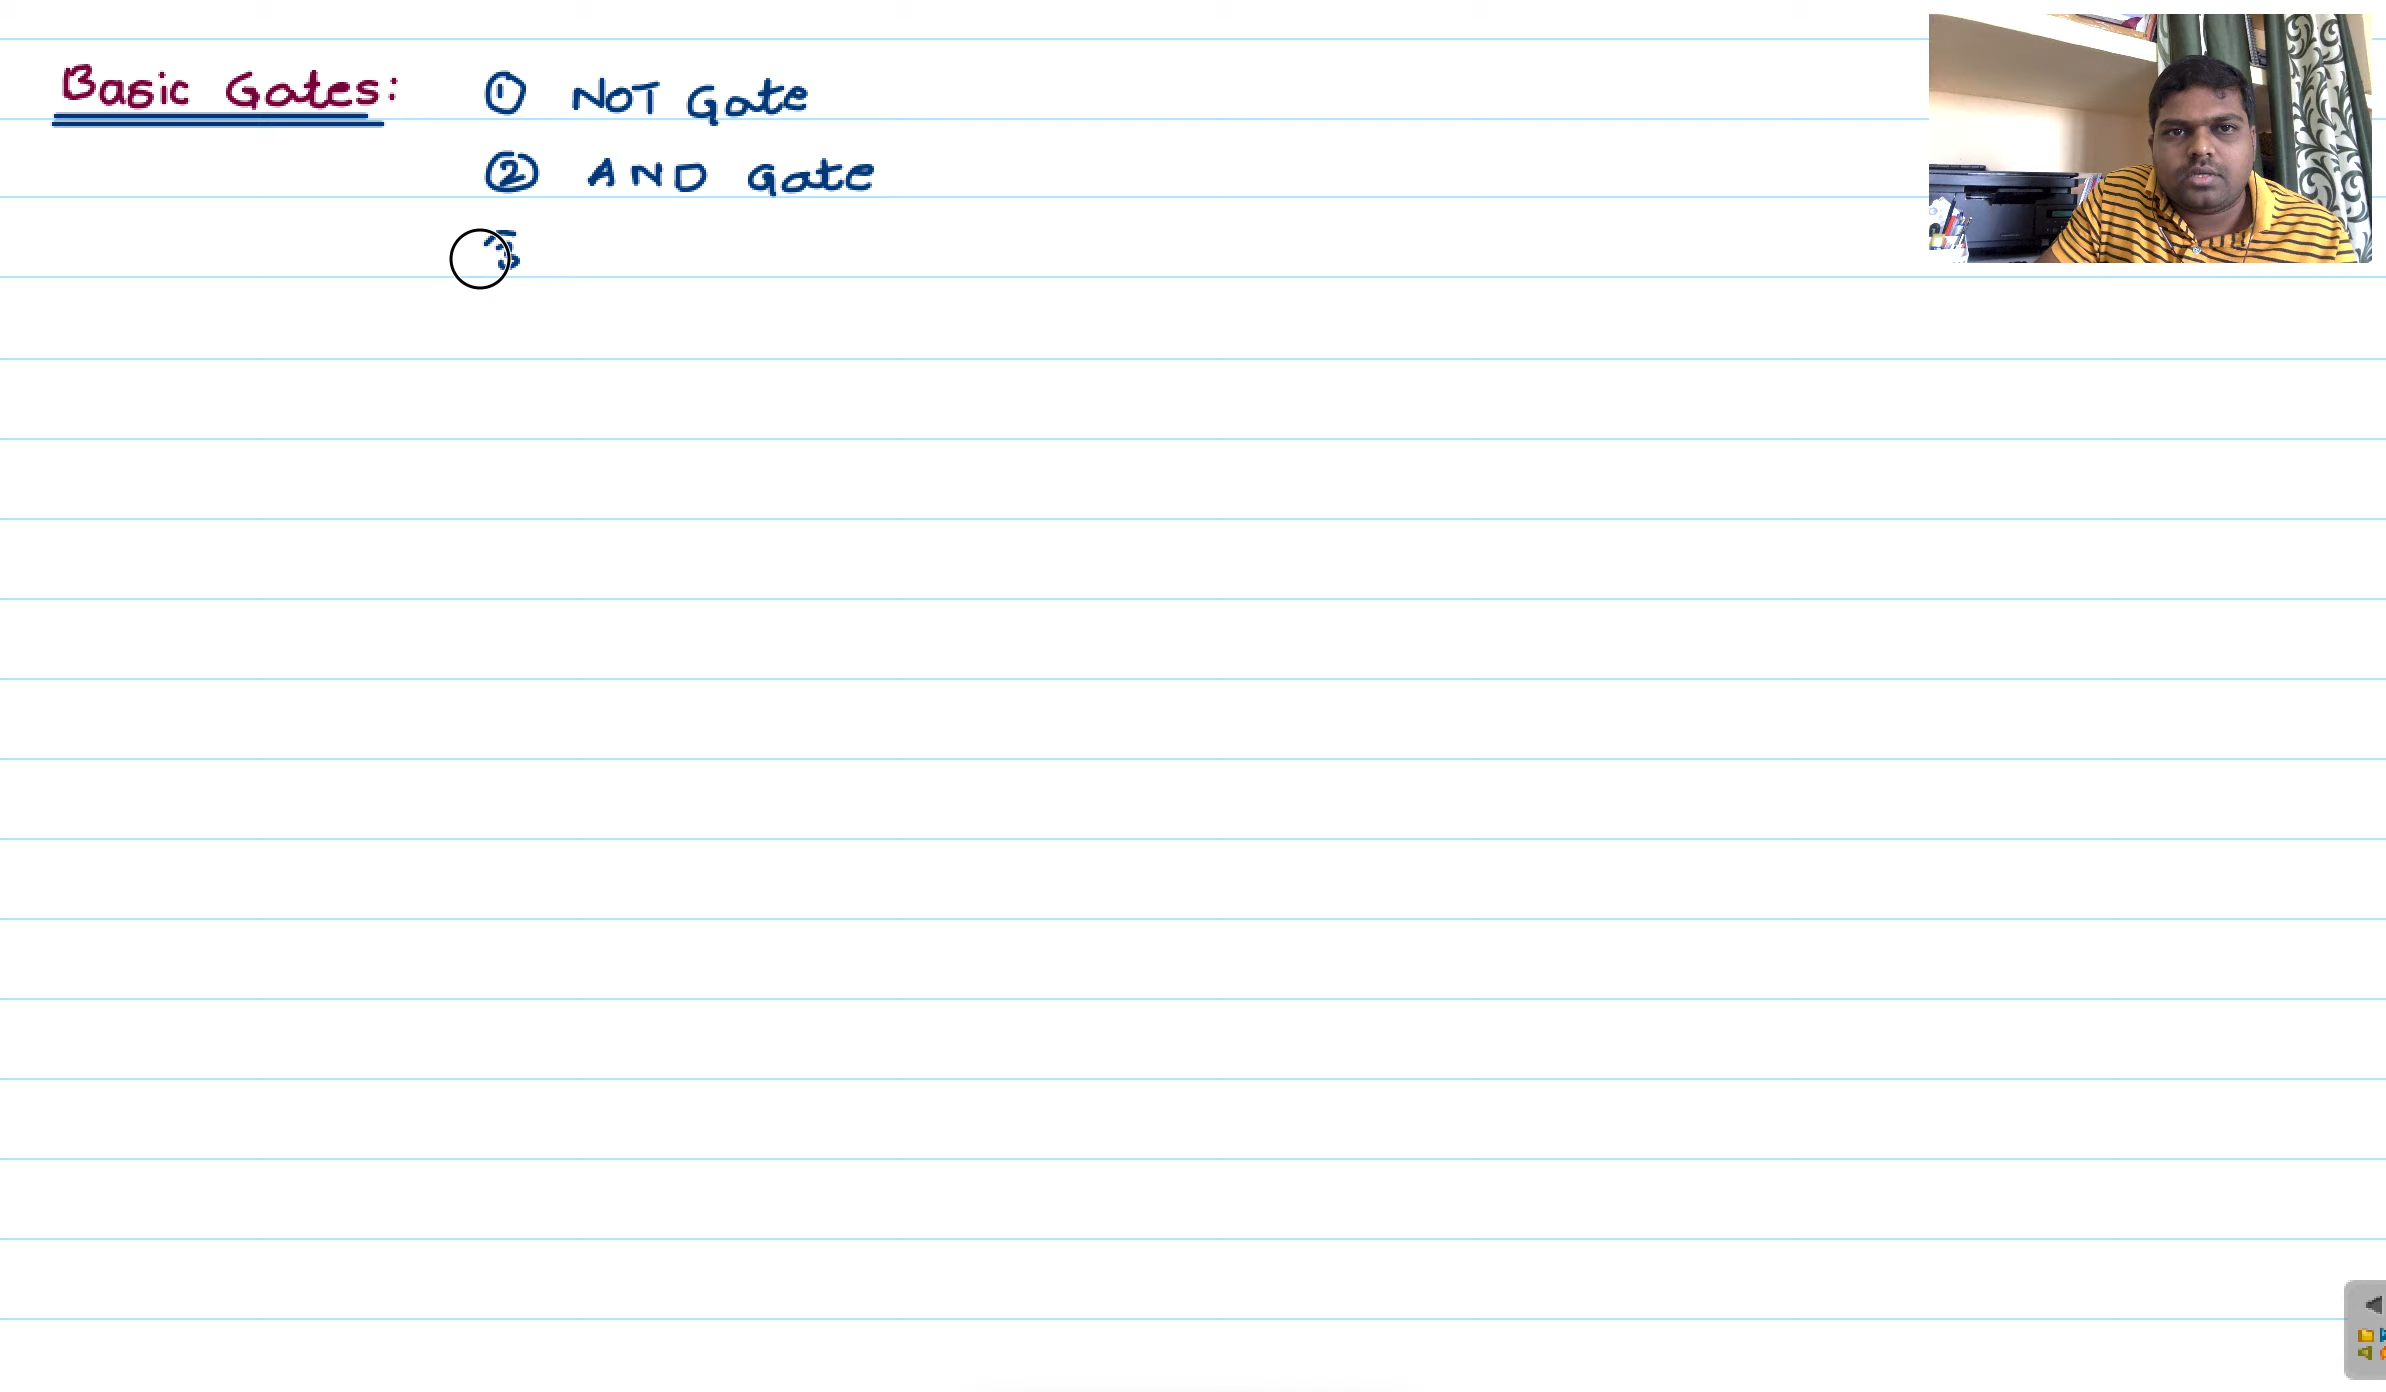 Basic Gates: ① NOT Gate
② AND Gate